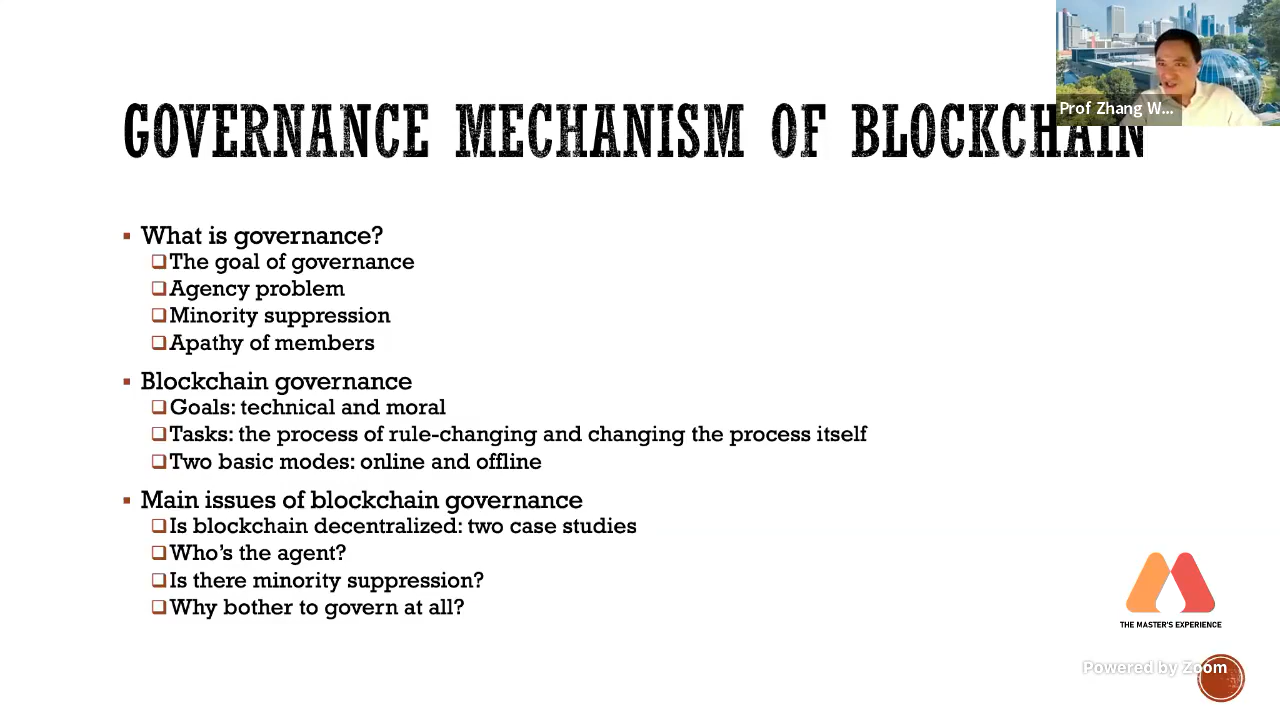 Prof Zhang W...
GOVERNANCE MECHANISM OF BLOCKCHAIN
What is governance?
The goal of governance
Agency problem
Minority suppression
Apathy of members
Blockchain governance
Goals: technical and moral
Tasks: the process of rule-changing and changing the process itself
Two basic modes: online and offline
Main issues of blockchain governance
Is blockchain decentralized: two case studies
Who's the agent?
Is there minority suppression?
Why bother to govern at all?
THE MASTER'S EXPERIENCE
Powered by Zoom